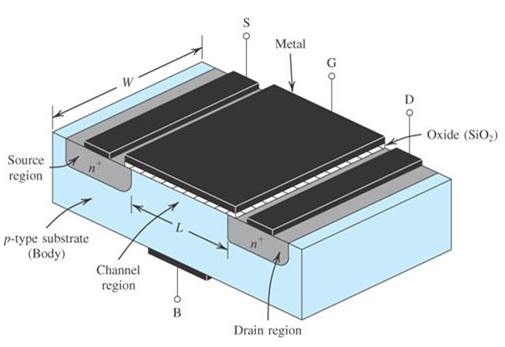 S
Metal
G
W
D
Oxide (SiO₂)
Source
region
n⁺
L
n⁺
p-type substrate
(Body)
Channel
region
B
Drain region